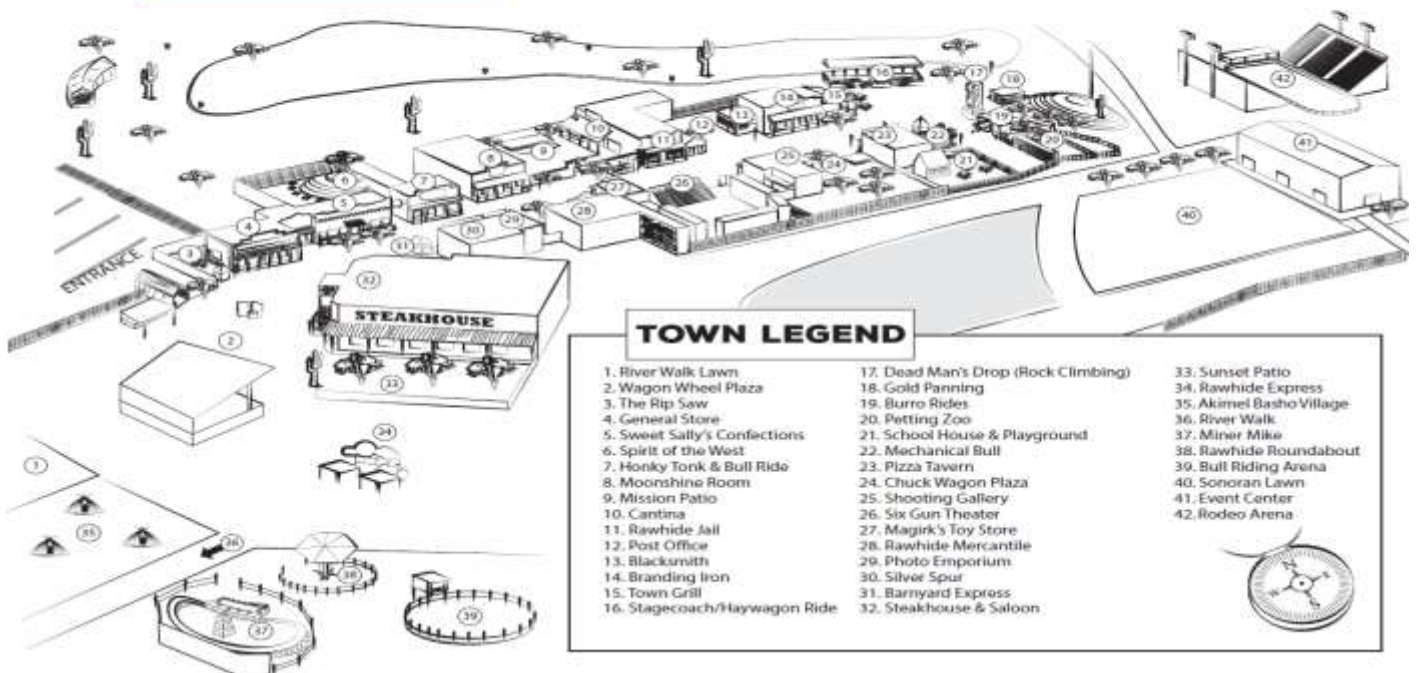 ENTRANCE
STEAKHOUSE
TOWN LEGEND
1. River Walk Lawn
2. Wagon Wheel Plaza
3. The Rip Saw
4. General Store
5. Sweet Sally's Confections
6. Spirit of the West
7. Honky Tonk & Bull Ride
8. Moonshine Room
9. Mission Patio
10. Cantina
11. Rawhide Jail
12. Post Office
13. Blacksmith
14. Branding Iron
15. Town Grill
16. Stagecoach/Haywagon Ride
17. Dead Man's Drop (Rock Climbing)
18. Gold Panning
19. Burro Rides
20. Petting Zoo
21. School House & Playground
22. Mechanical Bull
23. Pizza Tavern
24. Chuck Wagon Plaza
25. Shooting Gallery
26. Six Gun Theater
27. Magirk's Toy Store
28. Rawhide Mercantile
29. Photo Emporium
30. Silver Spur
31. Barnyard Express
32. Steakhouse & Saloon
33. Sunset Patio
34. Rawhide Express
35. Akimel Basho Village
36. River Walk
37. Miner Mike
38. Rawhide Roundabout
39. Bull Riding Arena
40. Sonoran Lawn
41. Event Center
42. Rodeo Arena